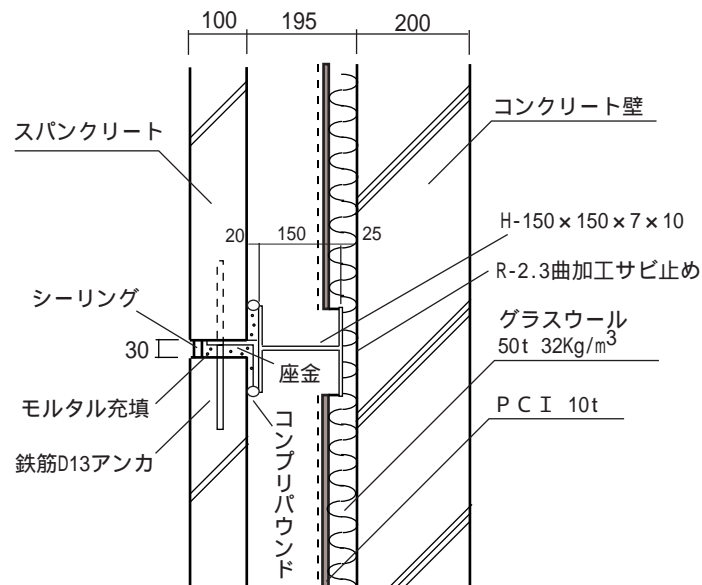 100 195 200
スパンクリート
コンクリート壁
20 150 25
H-150×150×7×10
R-2.3曲加工サビ止め
シーリング
グラスウール
50t 32Kg/m3
30
座金
モルタル充填
PCI 10t
鉄筋D13アンカ
コンプリパウンド